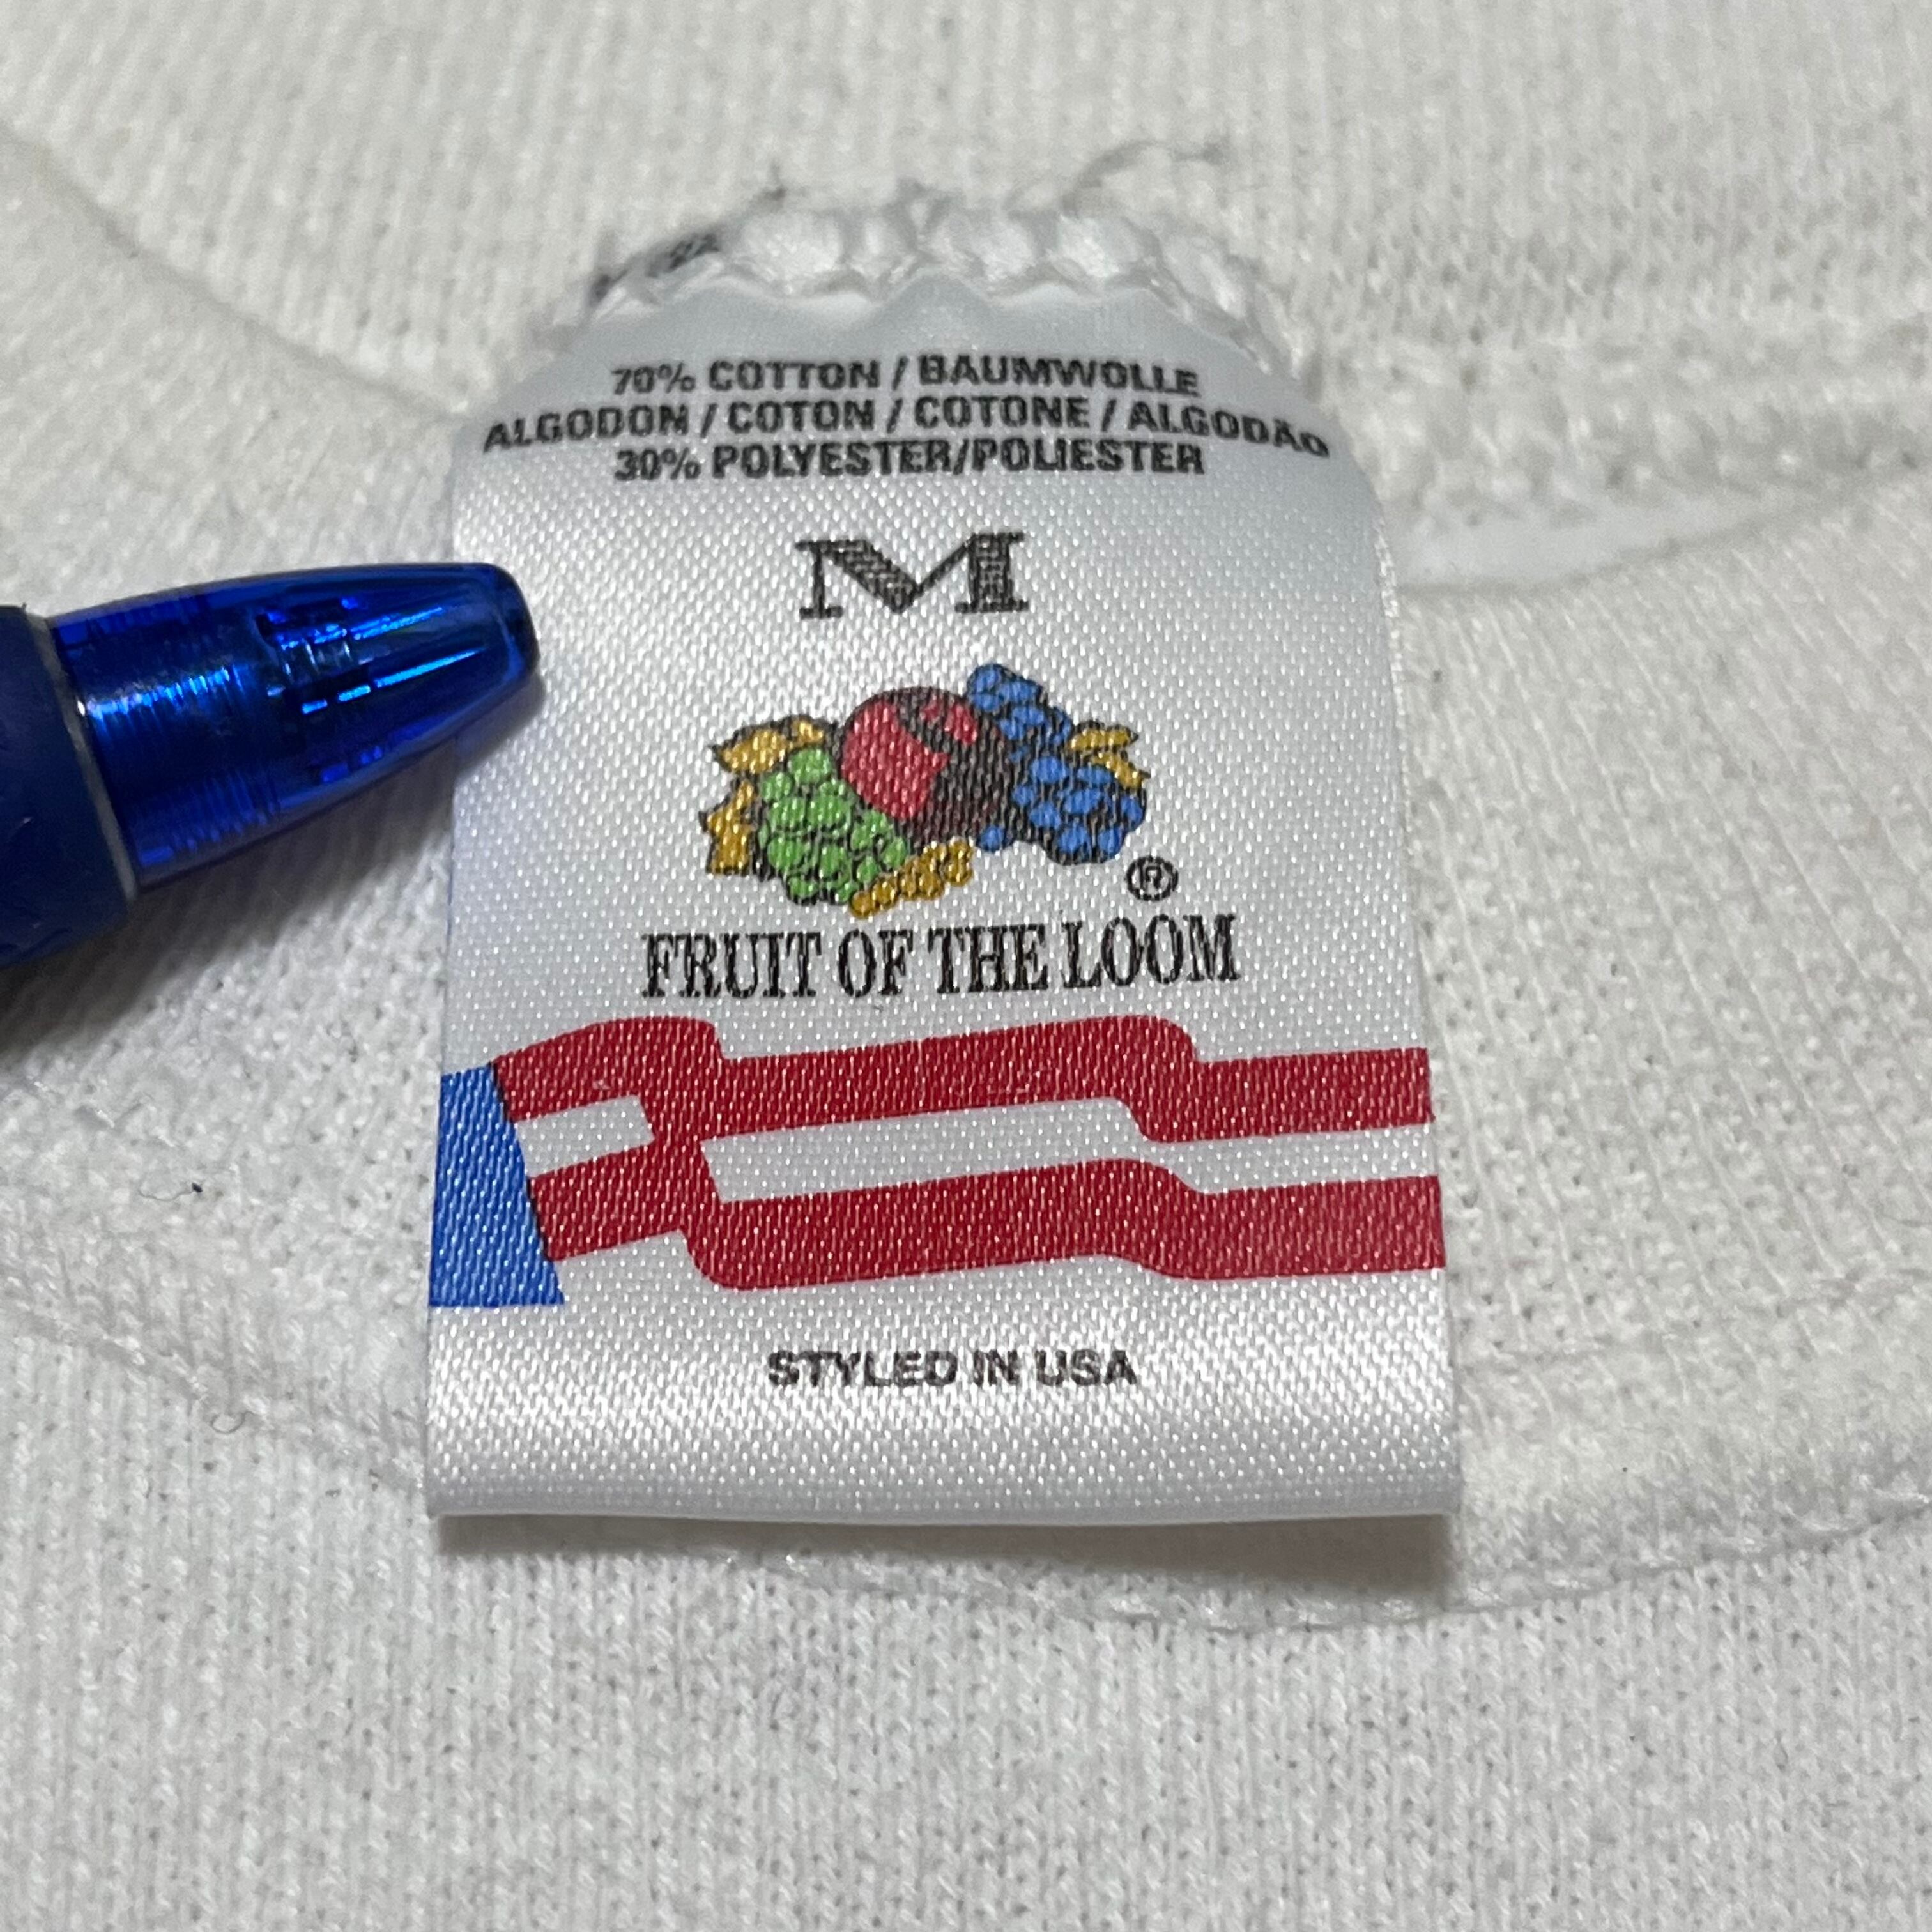 70% COTTON / BAUMWOLLE
ALGODON / COTON / COTONE / ALGODÃO
30% POLYESTER/POLIESTER
M
®
FRUIT OF THE LOOM
STYLED IN USA